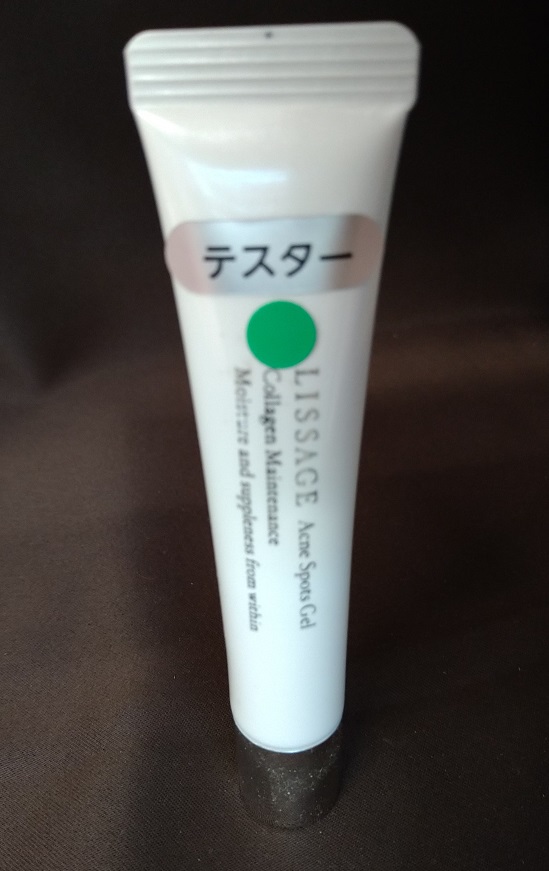 テスター
LISSAGE Acne Spots Gel
Collagen Maintenance
Moisture and suppleness from within